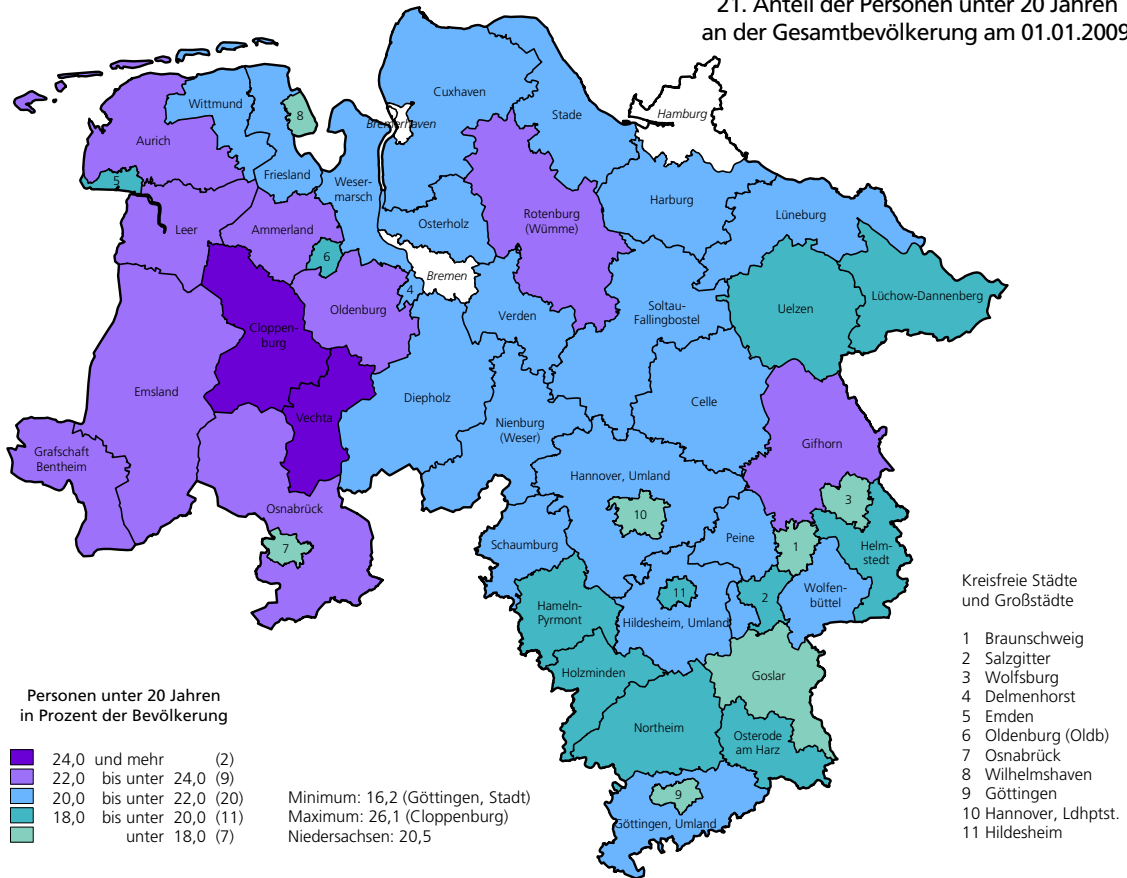 21. Anteil der Personen unter 20 Jahren
an der Gesamtbevölkerung am 01.01.2009
Cuxhaven
Stade
Hamburg
Bremerhaven
Wittmund
8
Aurich
5
Friesland
Weser-
marsch
Leer
Ammerland
6
Osterholz
Rotenburg
(Wümme)
Harburg
Lüneburg
Bremen
4
Oldenburg
Verden
Soltau-
Fallingbostel
Uelzen
Lüchow-Dannenberg
Cloppen-
burg
Emsland
Vechta
Diepholz
Nienburg
(Weser)
Celle
Gifhorn
Grafschaft
Bentheim
Osnabrück
7
Hannover, Umland
10
3
Schaumburg
Peine
1
Helm-
stedt
Hameln-
Pyrmont
11
Hildesheim, Umland
2
Wolfen-
büttel
Holzminden
Goslar
Northeim
Osterode
am Harz
9
Göttingen, Umland
Kreisfreie Städte
und Großstädte
1 Braunschweig
2 Salzgitter
3 Wolfsburg
4 Delmenhorst
5 Emden
6 Oldenburg (Oldb)
7 Osnabrück
8 Wilhelmshaven
9 Göttingen
10 Hannover, Ldhptst.
11 Hildesheim
Personen unter 20 Jahren
in Prozent der Bevölkerung
24,0 und mehr (2)
22,0 bis unter 24,0 (9)
20,0 bis unter 22,0 (20)
18,0 bis unter 20,0 (11)
unter 18,0 (7)
Minimum: 16,2 (Göttingen, Stadt)
Maximum: 26,1 (Cloppenburg)
Niedersachsen: 20,5